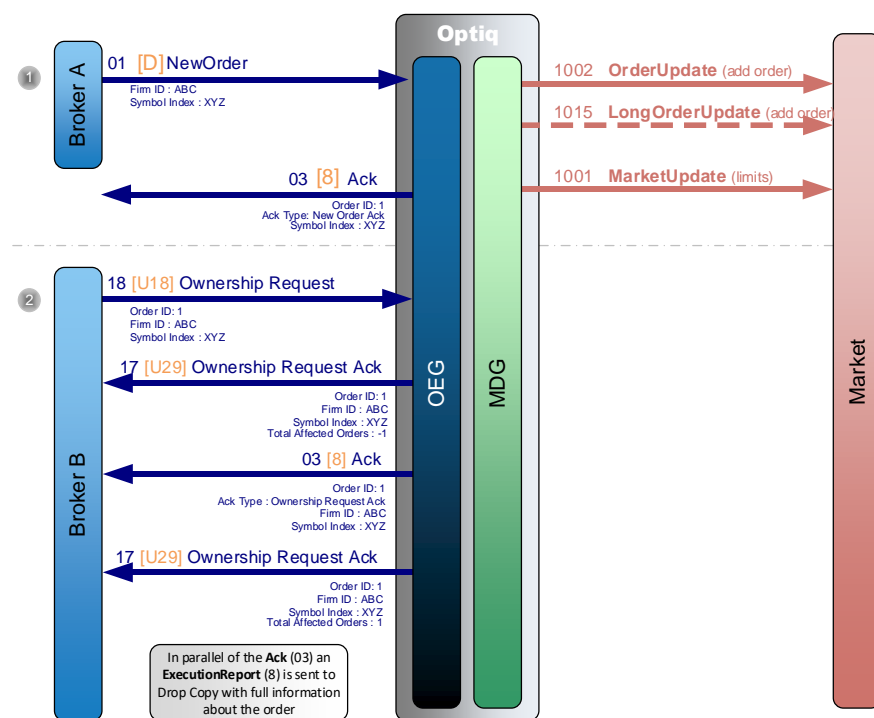 Optiq
1
Broker A
01 [D]NewOrder
Firm ID : ABC
Symbol Index : XYZ
1002 OrderUpdate (add order)
1015 LongOrderUpdate (add order)
03 [8] Ack
Order ID: 1
Ack Type: New Order Ack
Symbol Index : XYZ
1001 MarketUpdate (limits)
OEG
MDG
Market
2
Broker B
18 [U18] Ownership Request
Order ID: 1
Firm ID : ABC
Symbol Index : XYZ
17 [U29] Ownership Request Ack
Order ID: 1
Firm ID : ABC
Symbol Index : XYZ
Total Affected Orders : -1
03 [8] Ack
Order ID: 1
Ack Type : Ownership Request Ack
Firm ID : ABC
Symbol Index : XYZ
17 [U29] Ownership Request Ack
Order ID: 1
Firm ID : ABC
Symbol Index : XYZ
Total Affected Orders : 1
In parallel of the Ack (03) an
ExecutionReport (8) is sent to
Drop Copy with full information
about the order